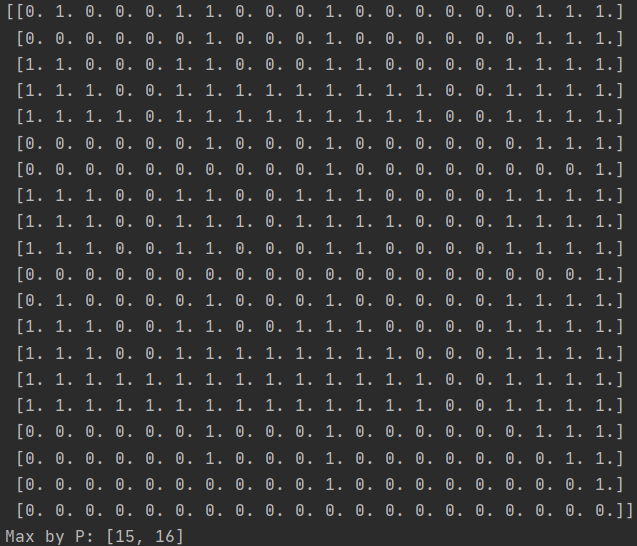 [[0. 1. 0. 0. 0. 1. 1. 0. 0. 0. 1. 0. 0. 0. 0. 0. 0. 1. 1. 1.]
[0. 0. 0. 0. 0. 0. 1. 0. 0. 0. 1. 0. 0. 0. 0. 0. 0. 1. 1. 1.]
[1. 1. 0. 0. 0. 1. 1. 0. 0. 0. 1. 1. 0. 0. 0. 0. 1. 1. 1. 1.]
[1. 1. 1. 0. 0. 1. 1. 1. 1. 1. 1. 1. 1. 1. 0. 0. 1. 1. 1. 1.]
[1. 1. 1. 1. 0. 1. 1. 1. 1. 1. 1. 1. 1. 1. 0. 0. 1. 1. 1. 1.]
[0. 0. 0. 0. 0. 0. 1. 0. 0. 0. 1. 0. 0. 0. 0. 0. 0. 1. 1. 1.]
[0. 0. 0. 0. 0. 0. 0. 0. 0. 0. 1. 0. 0. 0. 0. 0. 0. 0. 0. 1.]
[1. 1. 1. 0. 0. 1. 1. 0. 0. 1. 1. 1. 0. 0. 0. 0. 1. 1. 1. 1.]
[1. 1. 1. 0. 0. 1. 1. 1. 0. 1. 1. 1. 1. 0. 0. 0. 1. 1. 1. 1.]
[1. 1. 1. 0. 0. 1. 1. 0. 0. 0. 1. 1. 0. 0. 0. 0. 1. 1. 1. 1.]
[0. 0. 0. 0. 0. 0. 0. 0. 0. 0. 0. 0. 0. 0. 0. 0. 0. 0. 0. 1.]
[0. 1. 0. 0. 0. 0. 1. 0. 0. 0. 1. 0. 0. 0. 0. 0. 1. 1. 1. 1.]
[1. 1. 1. 0. 0. 1. 1. 0. 0. 1. 1. 1. 0. 0. 0. 0. 1. 1. 1. 1.]
[1. 1. 1. 0. 0. 1. 1. 1. 1. 1. 1. 1. 1. 0. 0. 0. 1. 1. 1. 1.]
[1. 1. 1. 1. 1. 1. 1. 1. 1. 1. 1. 1. 1. 1. 0. 0. 1. 1. 1. 1.]
[1. 1. 1. 1. 1. 1. 1. 1. 1. 1. 1. 1. 1. 1. 0. 0. 1. 1. 1. 1.]
[0. 0. 0. 0. 0. 0. 1. 0. 0. 0. 1. 0. 0. 0. 0. 0. 0. 1. 1. 1.]
[0. 0. 0. 0. 0. 0. 1. 0. 0. 0. 1. 0. 0. 0. 0. 0. 0. 0. 1. 1.]
[0. 0. 0. 0. 0. 0. 0. 0. 0. 0. 1. 0. 0. 0. 0. 0. 0. 0. 0. 1.]
[0. 0. 0. 0. 0. 0. 0. 0. 0. 0. 0. 0. 0. 0. 0. 0. 0. 0. 0. 0.]]
Max by P: [15, 16]